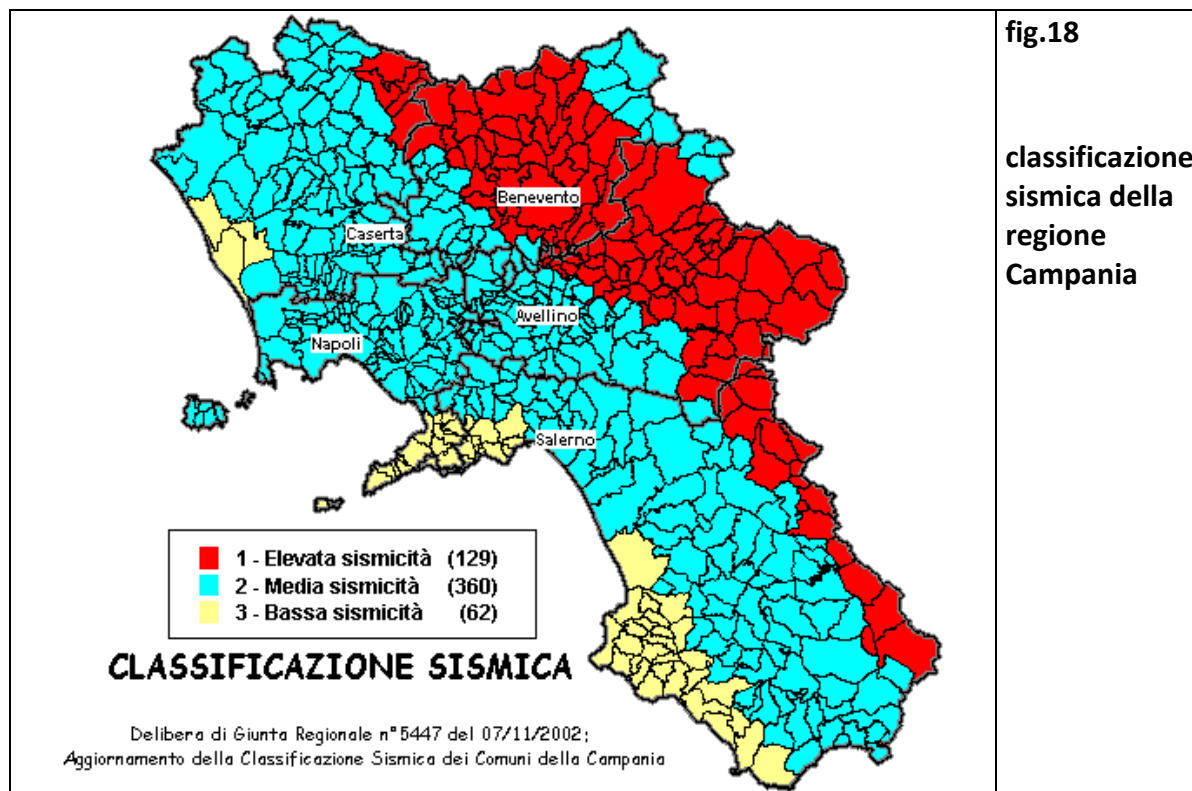 fig.18
classificazione
sismica della
regione
Campania
Benevento
Caserta
Avellino
Napoli
Salerno
1 - Elevata sismicità (129)
2 - Media sismicità (360)
3 - Bassa sismicità (62)
CLASSIFICAZIONE SISMICA
Delibera di Giunta Regionale n°5447 del 07/11/2002;
Aggiornamento della Classificazione Sismica dei Comuni della Campania